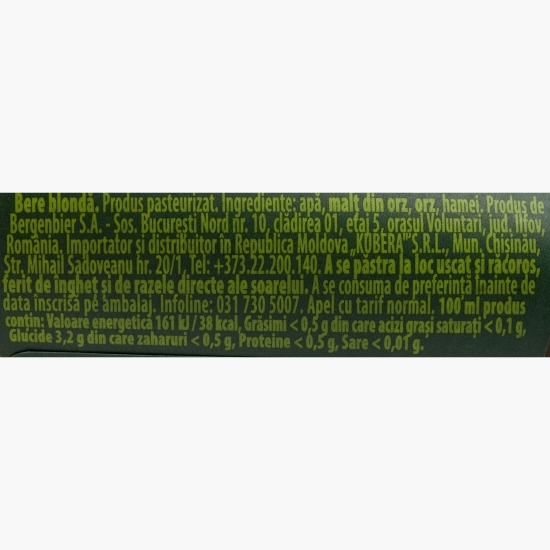 Bere blondă. Produs pasteurizat. Ingrediente: apă, malt din orz, orz, hamei. Produs de
Bergenbier S.A. - Șos. București Nord nr. 10, clădirea 01, etaj 5, orașul Voluntari, jud. Ilfov,
România. Importator și distribuitor în Republica Moldova „KUBERA” S.R.L., Mun. Chișinău
Str. Mihail Sadoveanu nr. 20/1, Tel: +373.22.200.140. A se păstra la loc uscat și răcoros,
ferit de îngheț și de razele directe ale soarelui. A se consuma de preferință înainte de
data înscrisă pe ambalaj. Infoline: 031 730 5007. Apel cu tarif normal. 100 ml produs
conțin: Valoare energetică 161 kJ / 38 kcal, Grăsimi < 0,5 g din care acizi grași saturați < 0,1 g,
Glucide 3,2 g din care zaharuri < 0,5 g, Proteine < 0,5 g, Sare < 0,01 g.